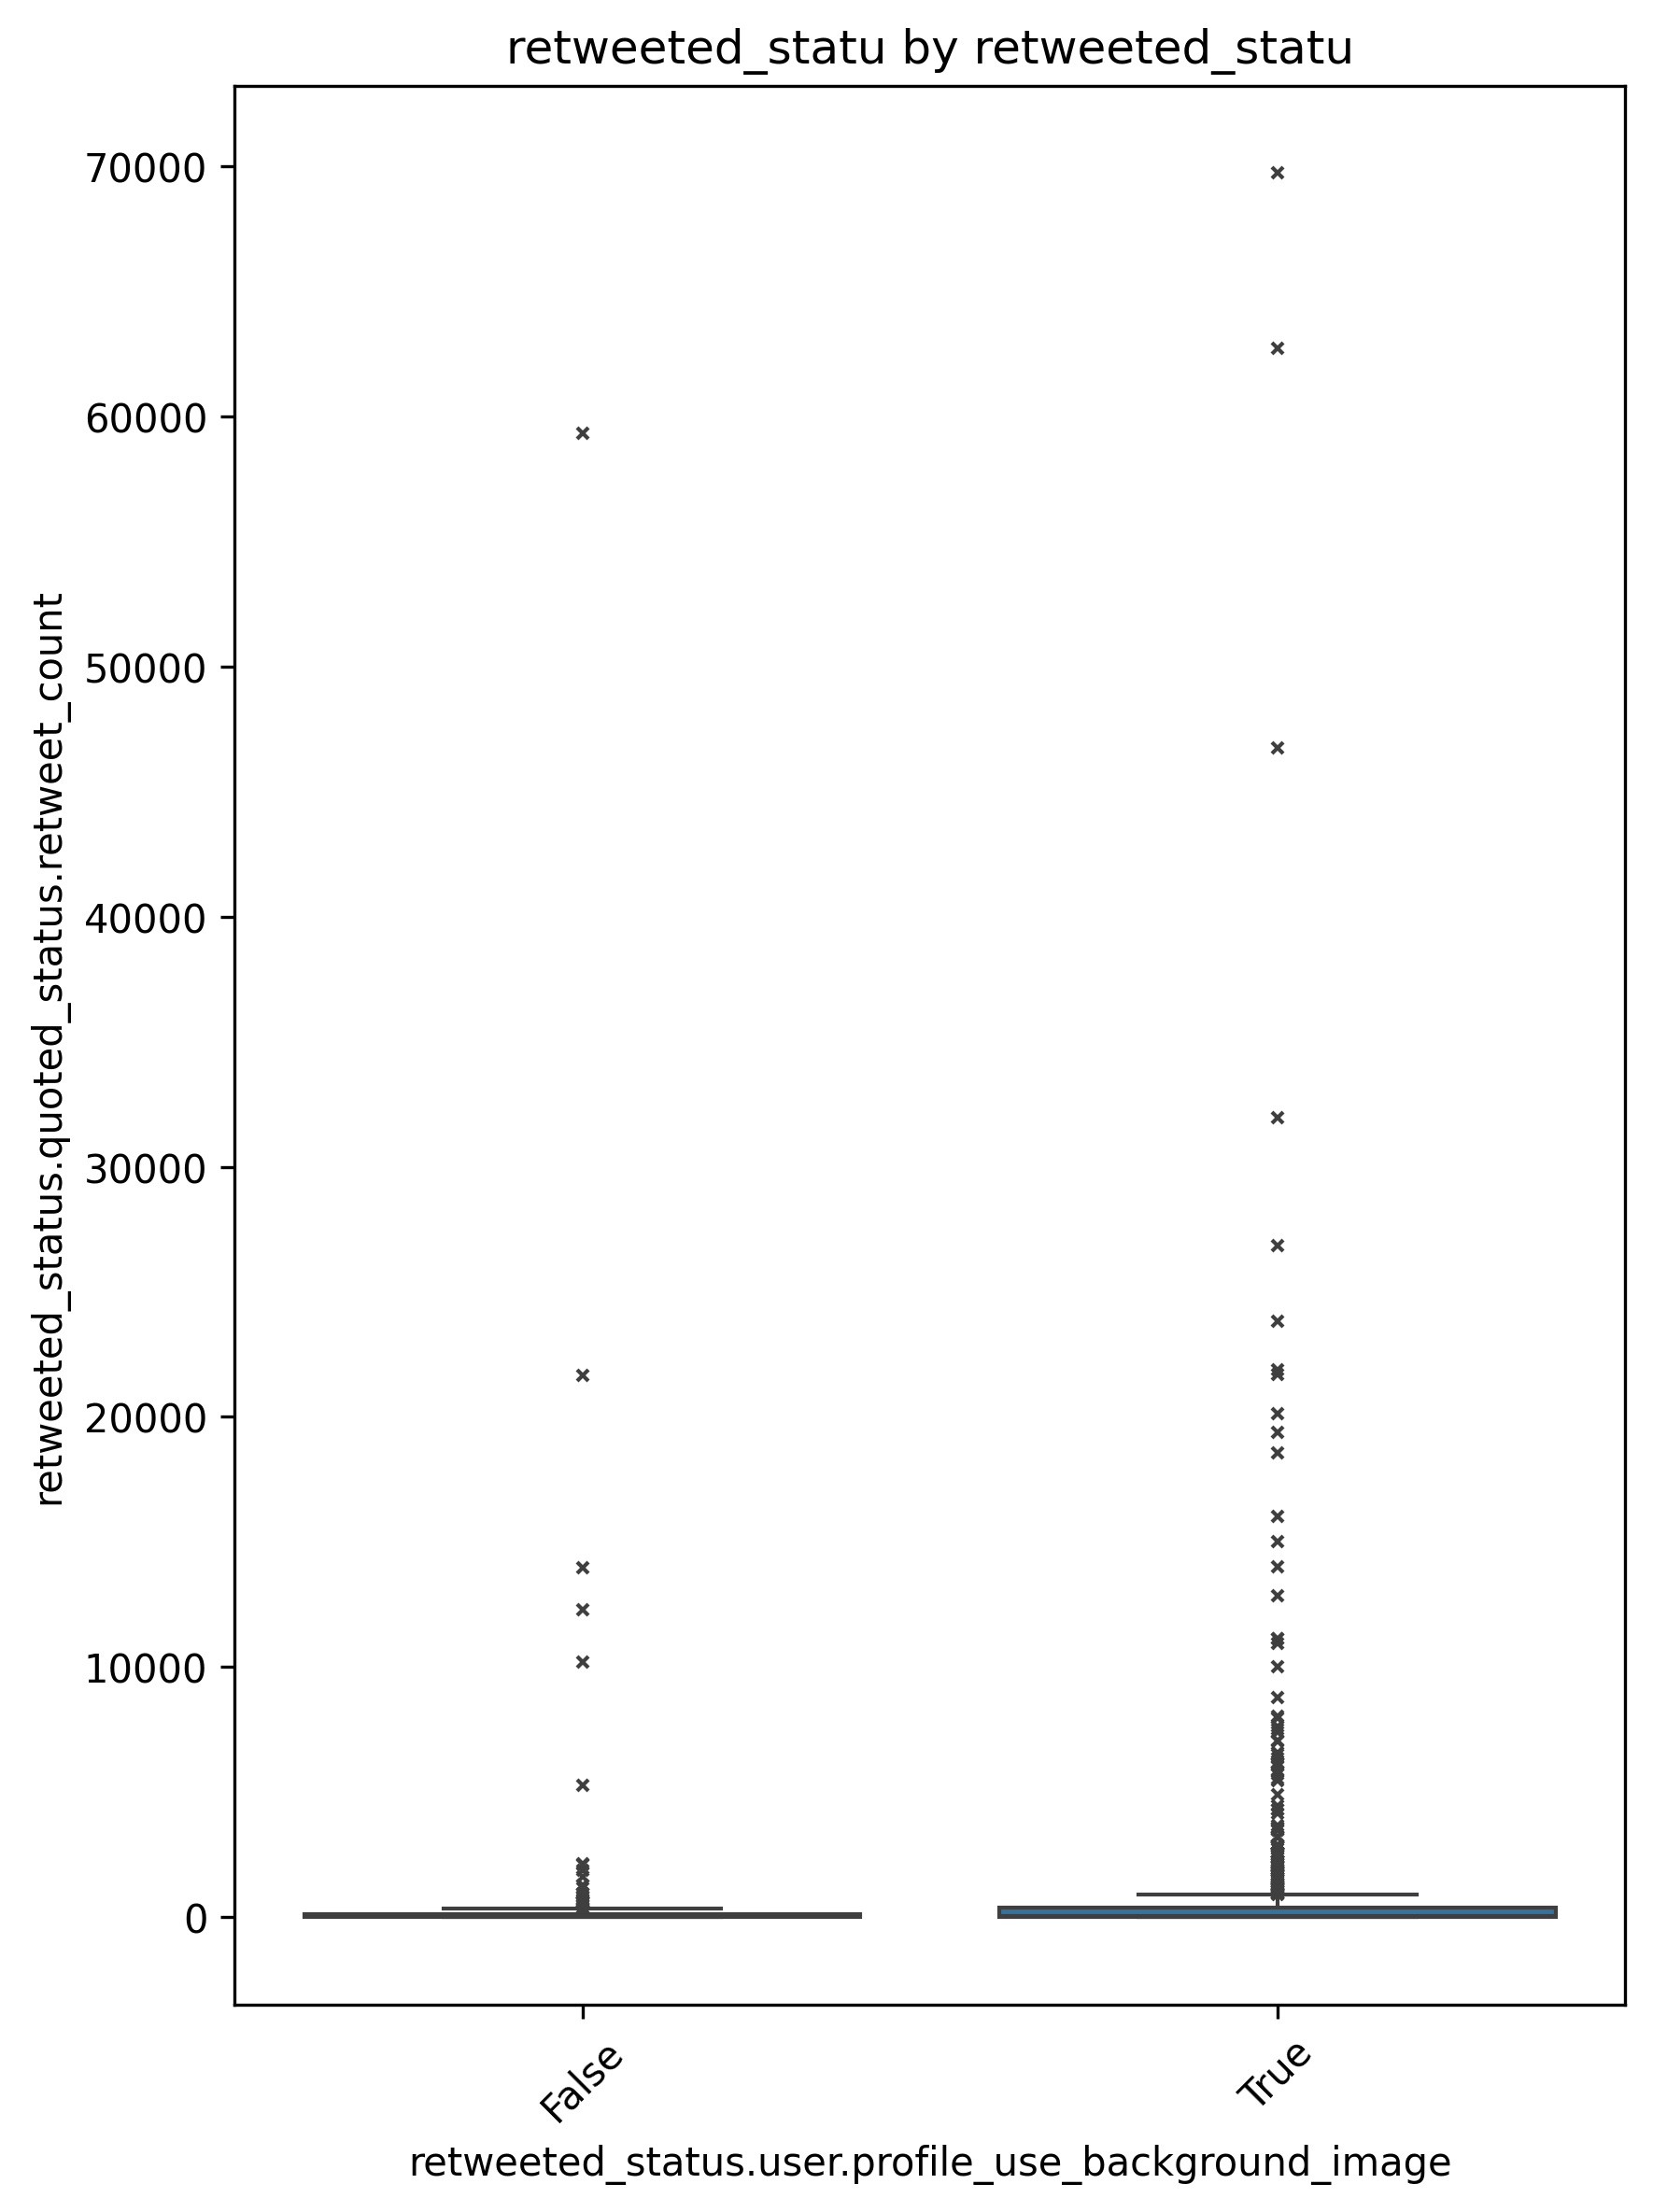 retweeted_statu by retweeted_statu
retweeted_status.quoted_status.retweet_count
70000
60000
50000
40000
30000
20000
10000
0
False
True
retweeted_status.user.profile_use_background_image